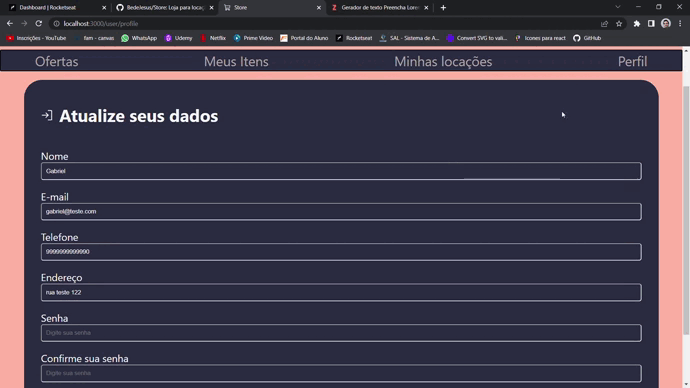 Dashboard | Rocketseat
Bedelesus/Store: Loja para locaç
Store
Gerador de texto Preencha Lorem
localhost:3000/user/profile
Inscrições - YouTube
fam - canvas
WhatsApp
Udemy
Netflix
Prime Video
Portal do Aluno
Rocketseat
SAL - Sistema de A...
Convert SVG to vali...
Icones para react
GitHub
Ofertas
Meus Itens
Minhas locações
Perfil
Atualize seus dados
Nome
Gabriel
E-mail
gabriel@teste.com
Telefone
9999999999990
Endereço
rua teste 122
Senha
Digite sua senha
Confirme sua senha
Digite sua senha